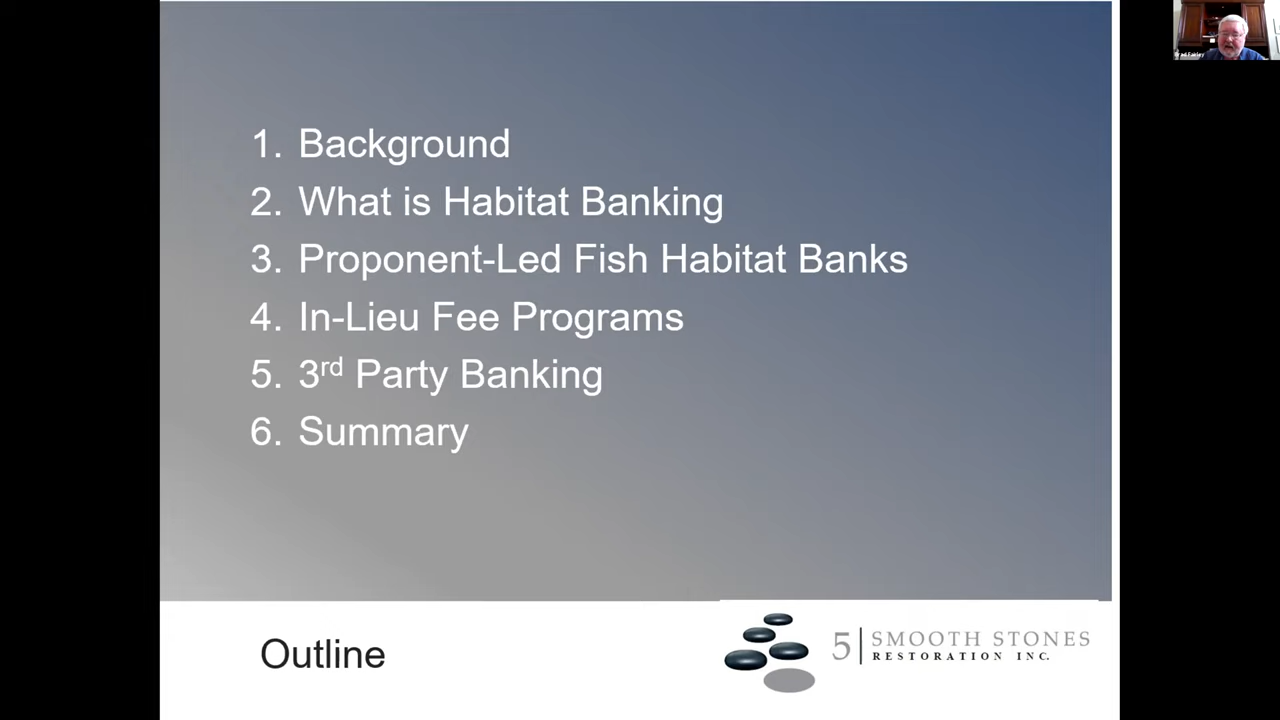 1. Background
2. What is Habitat Banking
3. Proponent-Led Fish Habitat Banks
4. In-Lieu Fee Programs
5. 3rd Party Banking
6. Summary
Outline
5 | SMOOTH STONES
RESTORATION INC.